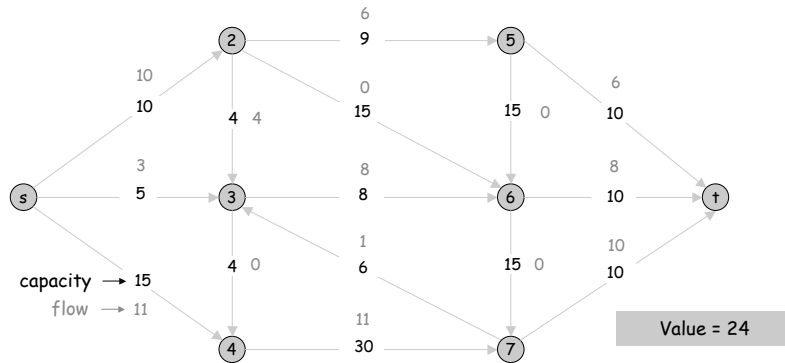 6
2 9 5
10 0 6
10 15 10
4 4 15 0
3 8 8
s 5 3 8 6 10 t
1 10
4 0 6 15 0 10
capacity → 15
flow → 11
11
4 30 7
Value = 24